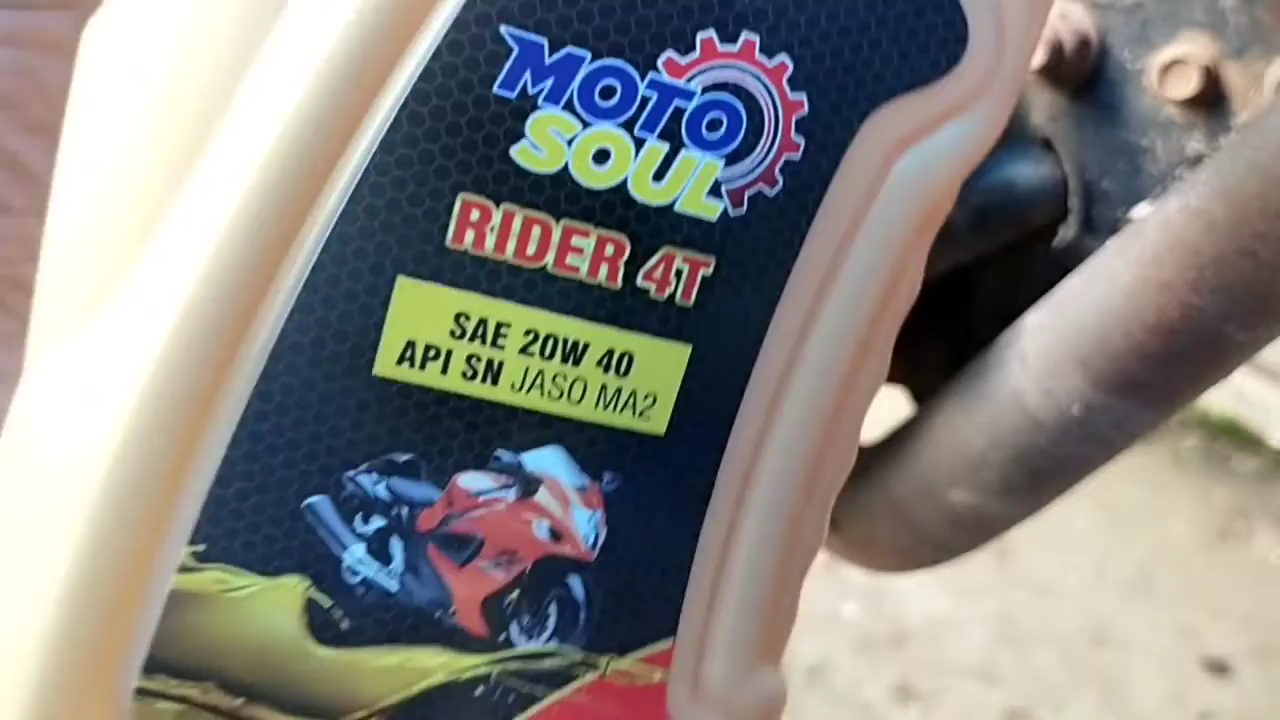 MOTO
SOUL
RIDER 4T
SAE 20W 40
API SN JASO MA2